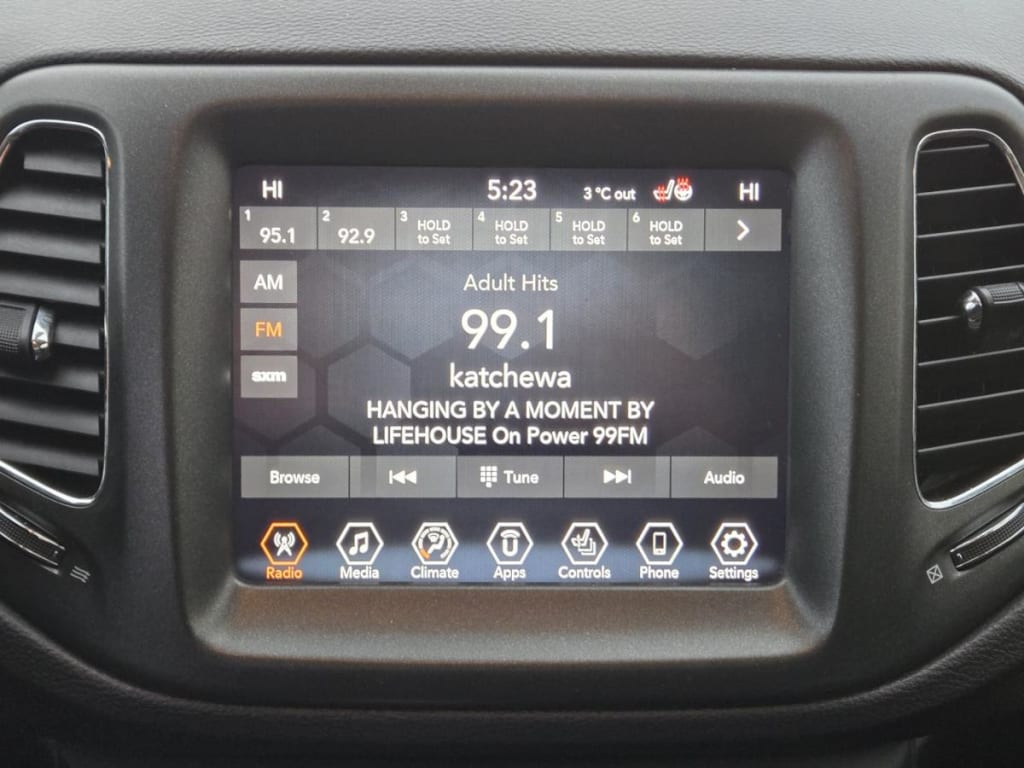 HI 5:23 3 °C out HI
1 95.1 2 92.9 3 HOLD to Set 4 HOLD to Set 5 HOLD to Set 6 HOLD to Set
AM
Adult Hits
FM
99.1
sxm
katchewa
HANGING BY A MOMENT BY
LIFEHOUSE On Power 99FM
Browse Tune Audio
Radio Media Climate Apps Controls Phone Settings